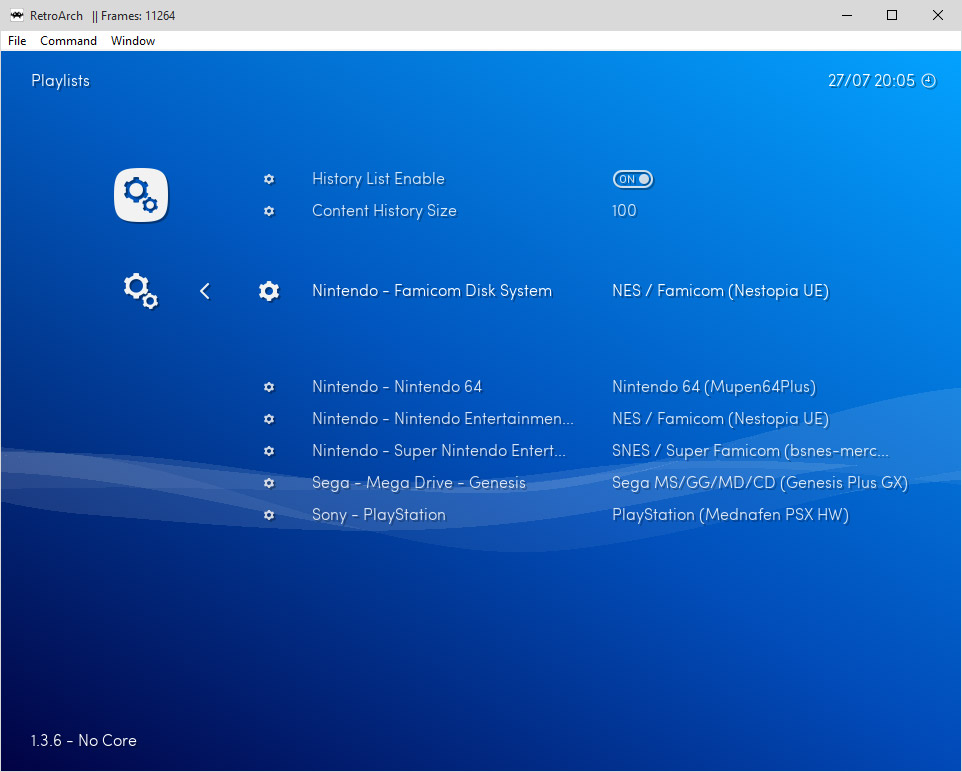 RetroArch || Frames: 11264
File Command Window
Playlists 27/07 20:05
History List Enable ON
Content History Size 100
Nintendo - Famicom Disk System NES / Famicom (Nestopia UE)
Nintendo - Nintendo 64 Nintendo 64 (Mupen64Plus)
Nintendo - Nintendo Entertainmen... NES / Famicom (Nestopia UE)
Nintendo - Super Nintendo Entert... SNES / Super Famicom (bsnes-merc...
Sega - Mega Drive - Genesis Sega MS/GG/MD/CD (Genesis Plus GX)
Sony - PlayStation PlayStation (Mednafen PSX HW)
1.3.6 - No Core